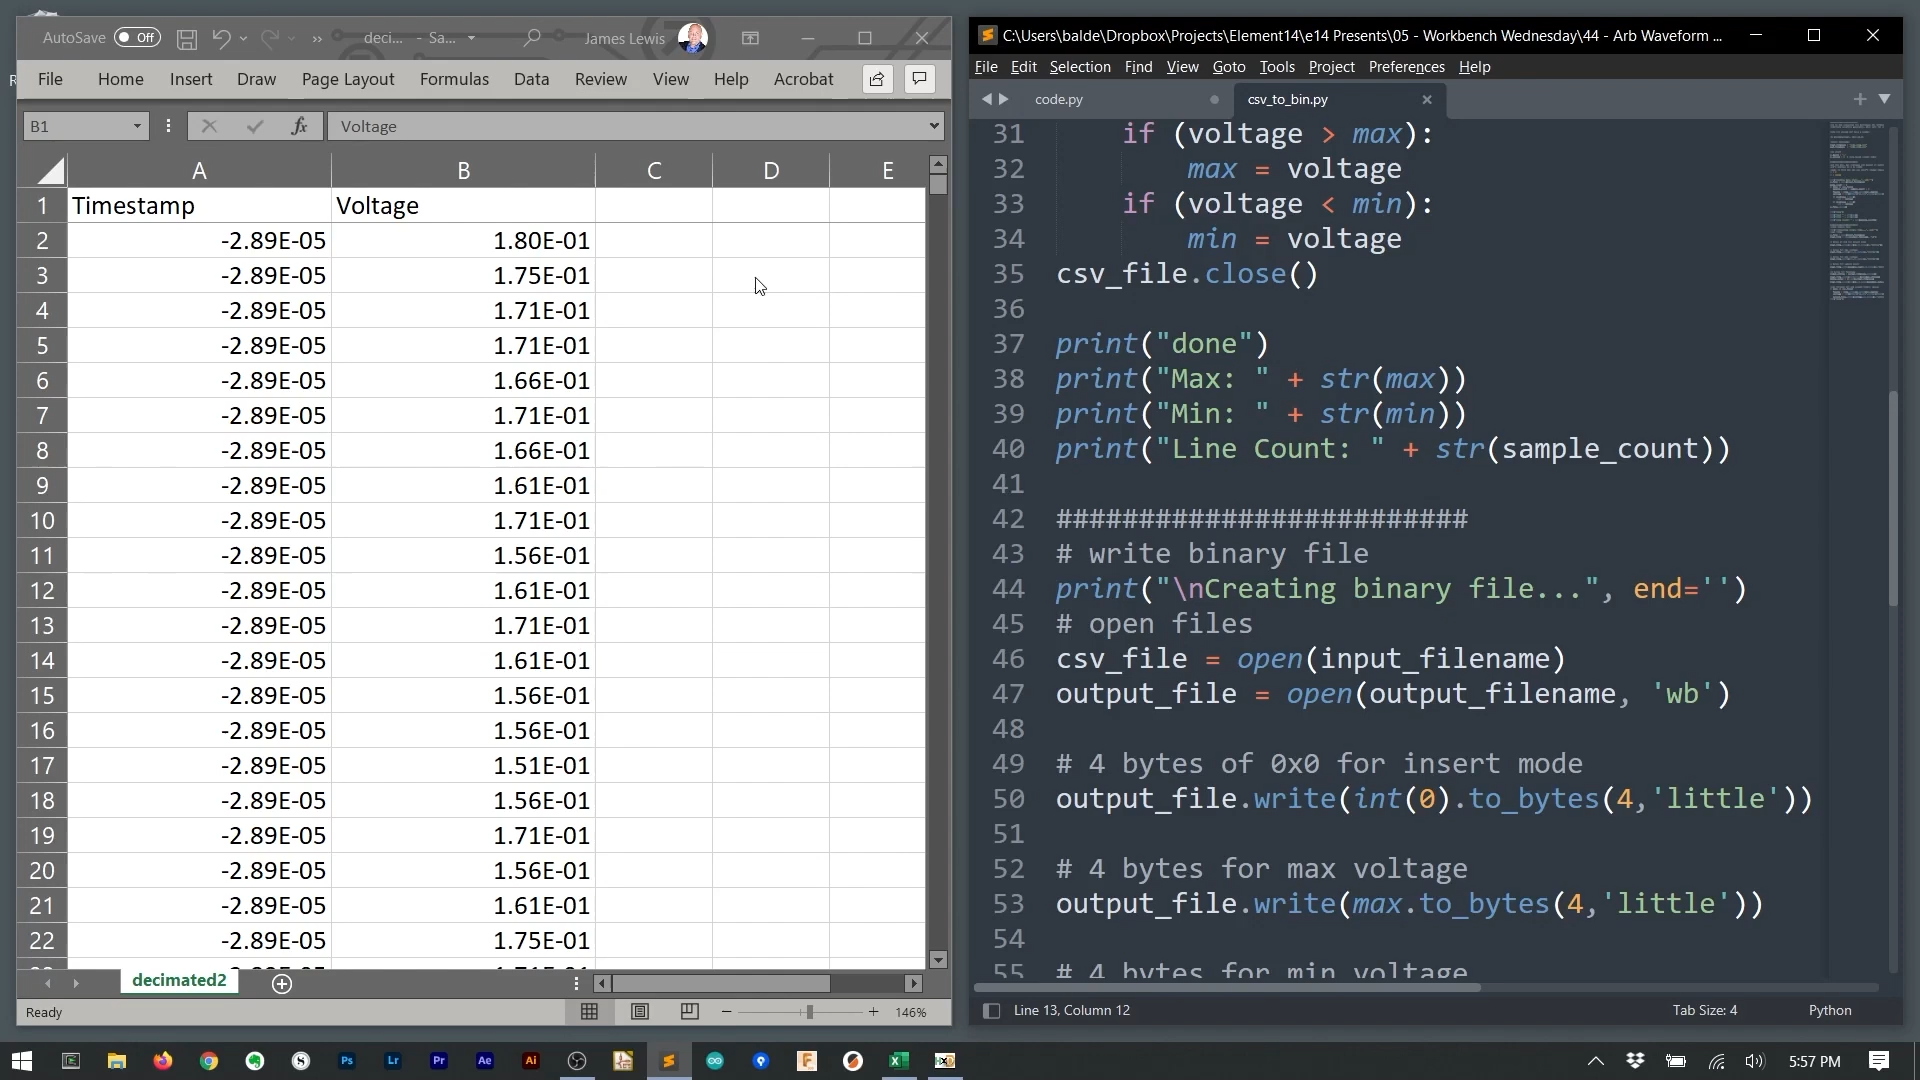 AutoSave Off deci... - Sa... James Lewis
File Home Insert Draw Page Layout Formulas Data Review View Help Acrobat
B1 fx Voltage
A B C D E
1 Timestamp Voltage
2 -2.89E-05 1.80E-01
3 -2.89E-05 1.75E-01
4 -2.89E-05 1.71E-01
5 -2.89E-05 1.71E-01
6 -2.89E-05 1.66E-01
7 -2.89E-05 1.71E-01
8 -2.89E-05 1.66E-01
9 -2.89E-05 1.61E-01
10 -2.89E-05 1.71E-01
11 -2.89E-05 1.56E-01
12 -2.89E-05 1.61E-01
13 -2.89E-05 1.71E-01
14 -2.89E-05 1.61E-01
15 -2.89E-05 1.56E-01
16 -2.89E-05 1.56E-01
17 -2.89E-05 1.51E-01
18 -2.89E-05 1.56E-01
19 -2.89E-05 1.71E-01
20 -2.89E-05 1.56E-01
21 -2.89E-05 1.61E-01
22 -2.89E-05 1.75E-01
decimated2
Ready 146%
C:\Users\balde\Dropbox\Projects\Element14\e14 Presents\05 - Workbench Wednesday\44 - Arb Waveform ...
File Edit Selection Find View Goto Tools Project Preferences Help
code.py csv_to_bin.py
31 if (voltage > max):
32 max = voltage
33 if (voltage < min):
34 min = voltage
35 csv_file.close()
36
37 print("done")
38 print("Max: " + str(max))
39 print("Min: " + str(min))
40 print("Line Count: " + str(sample_count))
41
42 #########################
43 # write binary file
44 print("\nCreating binary file...", end='')
45 # open files
46 csv_file = open(input_filename)
47 output_file = open(output_filename, 'wb')
48
49 # 4 bytes of 0x0 for insert mode
50 output_file.write(int(0).to_bytes(4,'little'))
51
52 # 4 bytes for max voltage
53 output_file.write(max.to_bytes(4,'little'))
54
55 # 4 bytes for min voltage
Line 13, Column 12 Tab Size: 4 Python
Ps Lr Pr Ae Ai
5:57 PM